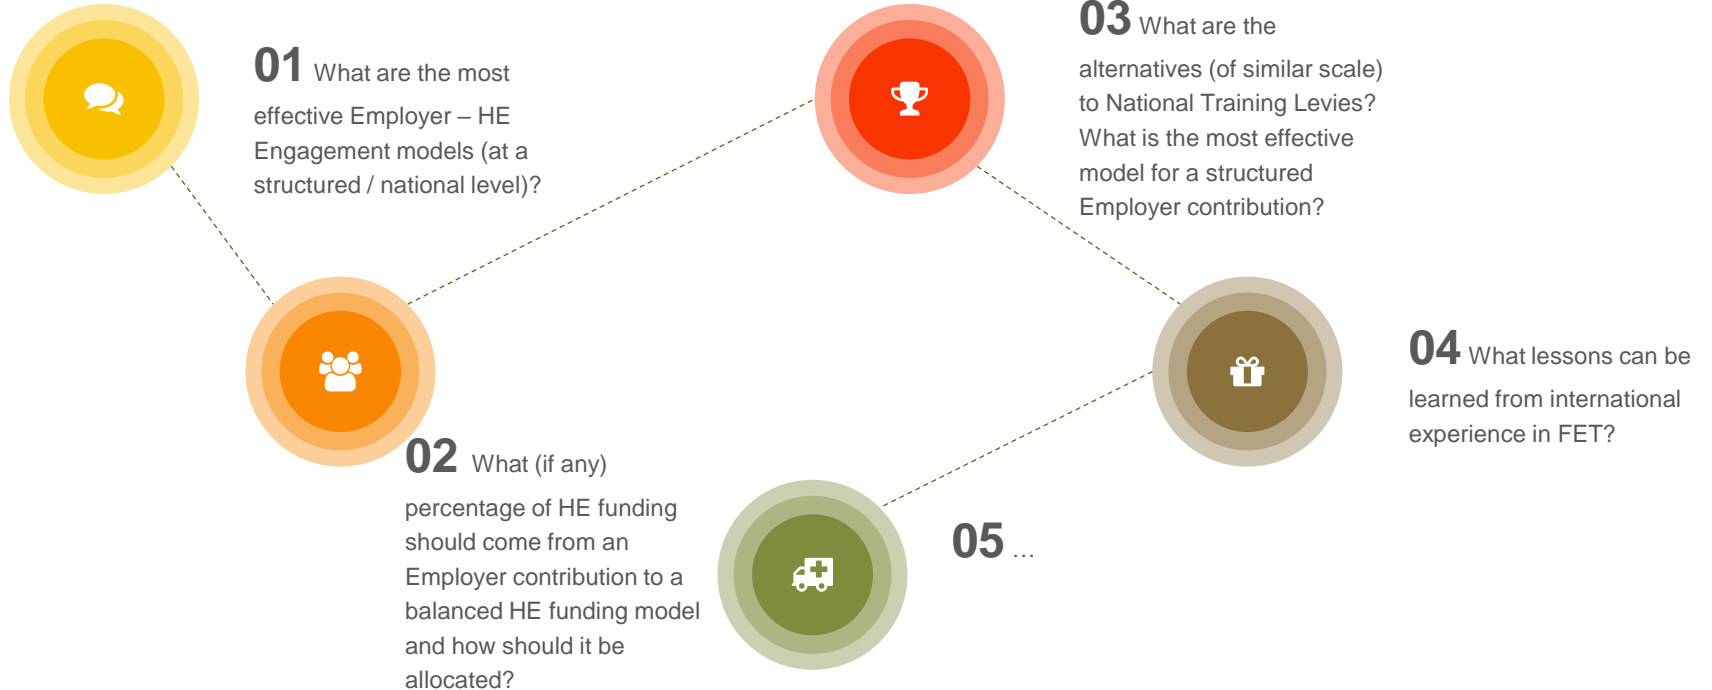 01 What are the most
effective Employer – HE
Engagement models (at a
structured / national level)?
02 What (if any)
percentage of HE funding
should come from an
Employer contribution to a
balanced HE funding model
and how should it be
allocated?
03 What are the
alternatives (of similar scale)
to National Training Levies?
What is the most effective
model for a structured
Employer contribution?
04 What lessons can be
learned from international
experience in FET?
05 …